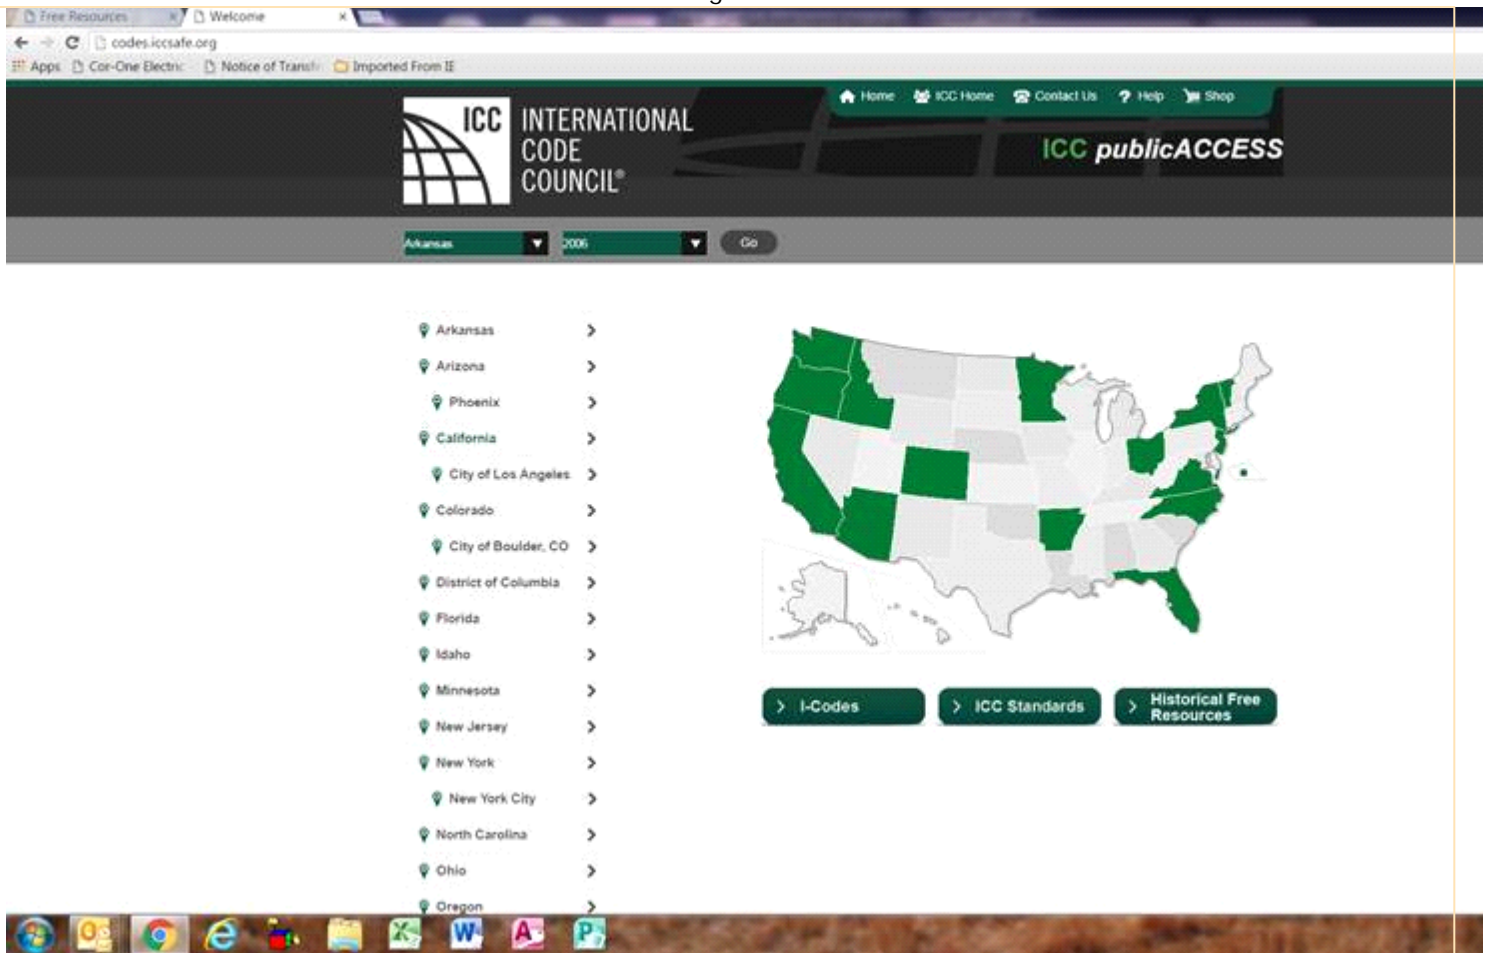 Free Resources
Welcome
codes.iccsafe.org
Apps Cor-One Electric Notice of Transf Imported From IE
Home ICC Home Contact Us ? Help Shop
ICC INTERNATIONAL
CODE
COUNCIL®
ICC publicACCESS
Arkansas 2006 Go
Arkansas
Arizona
Phoenix
California
City of Los Angeles
Colorado
City of Boulder, CO
District of Columbia
Florida
Idaho
Minnesota
New Jersey
New York
New York City
North Carolina
Ohio
Oregon
I-Codes
ICC Standards
Historical Free
Resources